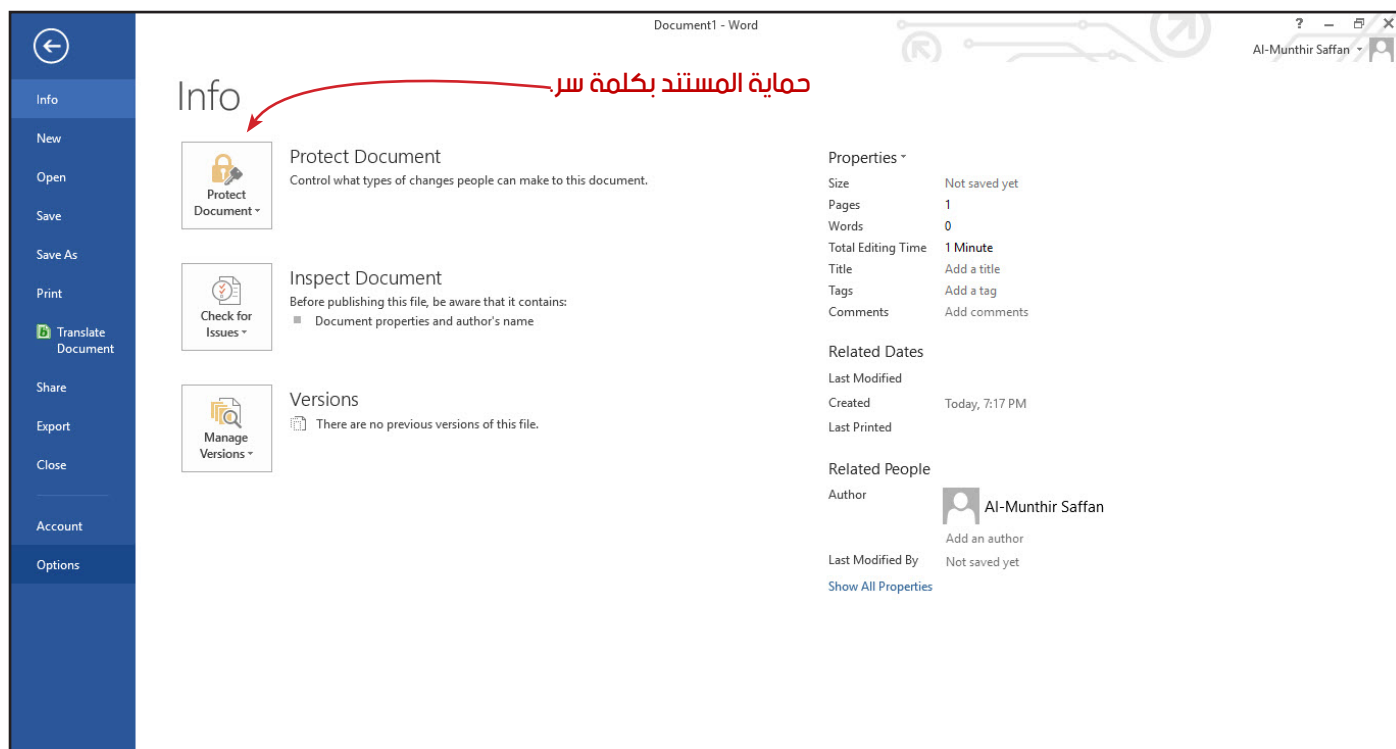 Document1 - Word
? 
Al-Munthir Saffan
Info
New
Open
Save
Save As
Print
Translate
Document
Share
Export
Close
Account
Options
Info
حماية المستند بكلمة سر.
Protect
Document
Protect Document
Control what types of changes people can make to this document.
Check for
Issues
Inspect Document
Before publishing this file, be aware that it contains:
Document properties and author's name
Manage
Versions
Versions
There are no previous versions of this file.
Properties
Size Not saved yet
Pages 1
Words 0
Total Editing Time 1 Minute
Title Add a title
Tags Add a tag
Comments Add comments
Related Dates
Last Modified
Created Today, 7:17 PM
Last Printed
Related People
Author Al-Munthir Saffan
Add an author
Last Modified By Not saved yet
Show All Properties